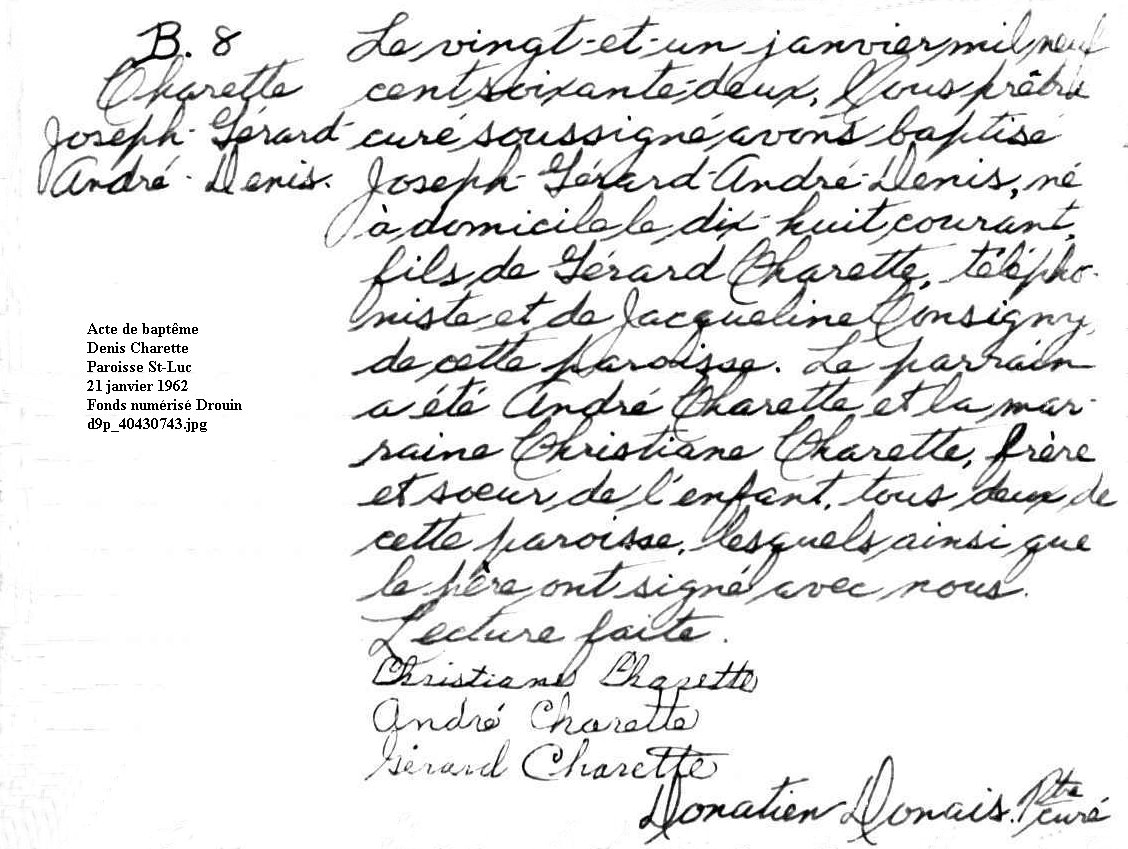 B. 8
Charette
Joseph-Gérard-
André-Denis.
Le vingt-et-un janvier mil neuf
cent soixante-deux, Nous prêtre
curé soussigné avons baptisé
Joseph-Gérard-André-Denis, né
à domicile le dix-huit courant,
fils de Gérard Charette, télépho-
niste et de Jacqueline Consigny,
de cette paroisse. Le parrain
a été André Charette et la mar-
raine Christiane Charette, frère
et soeur de l'enfant, tous deux de
cette paroisse, lesquels ainsi que
le père ont signé avec nous.
Lecture faite.
Christiane Charette
André Charette
Gérard Charette
Donatien Donais. Ptre
curé
Acte de baptême
Denis Charette
Paroisse St-Luc
21 janvier 1962
Fonds numérisé Drouin
d9p_40430743.jpg